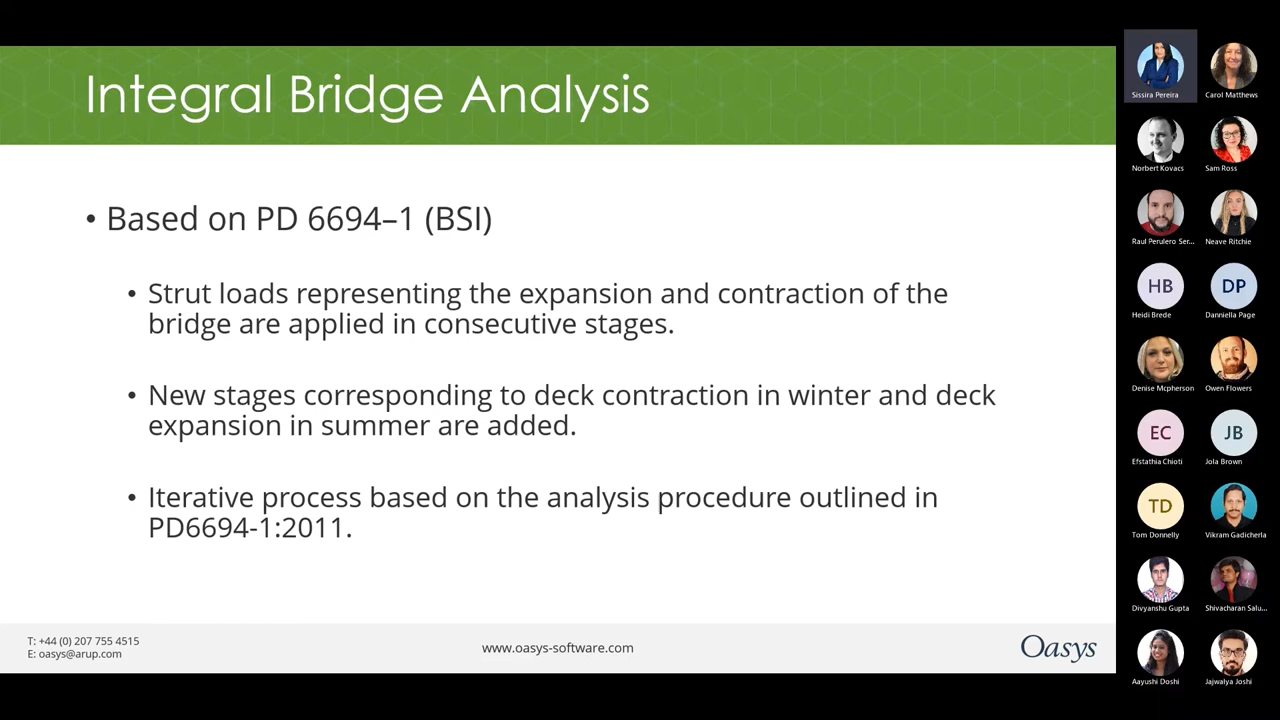 Integral Bridge Analysis
• Based on PD 6694–1 (BSI)
• Strut loads representing the expansion and contraction of the
bridge are applied in consecutive stages.
• New stages corresponding to deck contraction in winter and deck
expansion in summer are added.
• Iterative process based on the analysis procedure outlined in
PD6694-1:2011.
T: +44 (0) 207 755 4515
E: oasys@arup.com
www.oasys-software.com
Oasys
Sissira Pereira
Carol Matthews
Norbert Kovacs
Sam Ross
Raul Perulero Ser...
Neave Ritchie
HB
Heidi Brede
DP
Danniella Page
Denise Mcpherson
Owen Flowers
EC
Efstathia Chioti
JB
Jola Brown
TD
Tom Donnelly
Vikram Gadicherla
Divyanshu Gupta
Shivacharan Salu...
Aayushi Doshi
Jajwalya Joshi